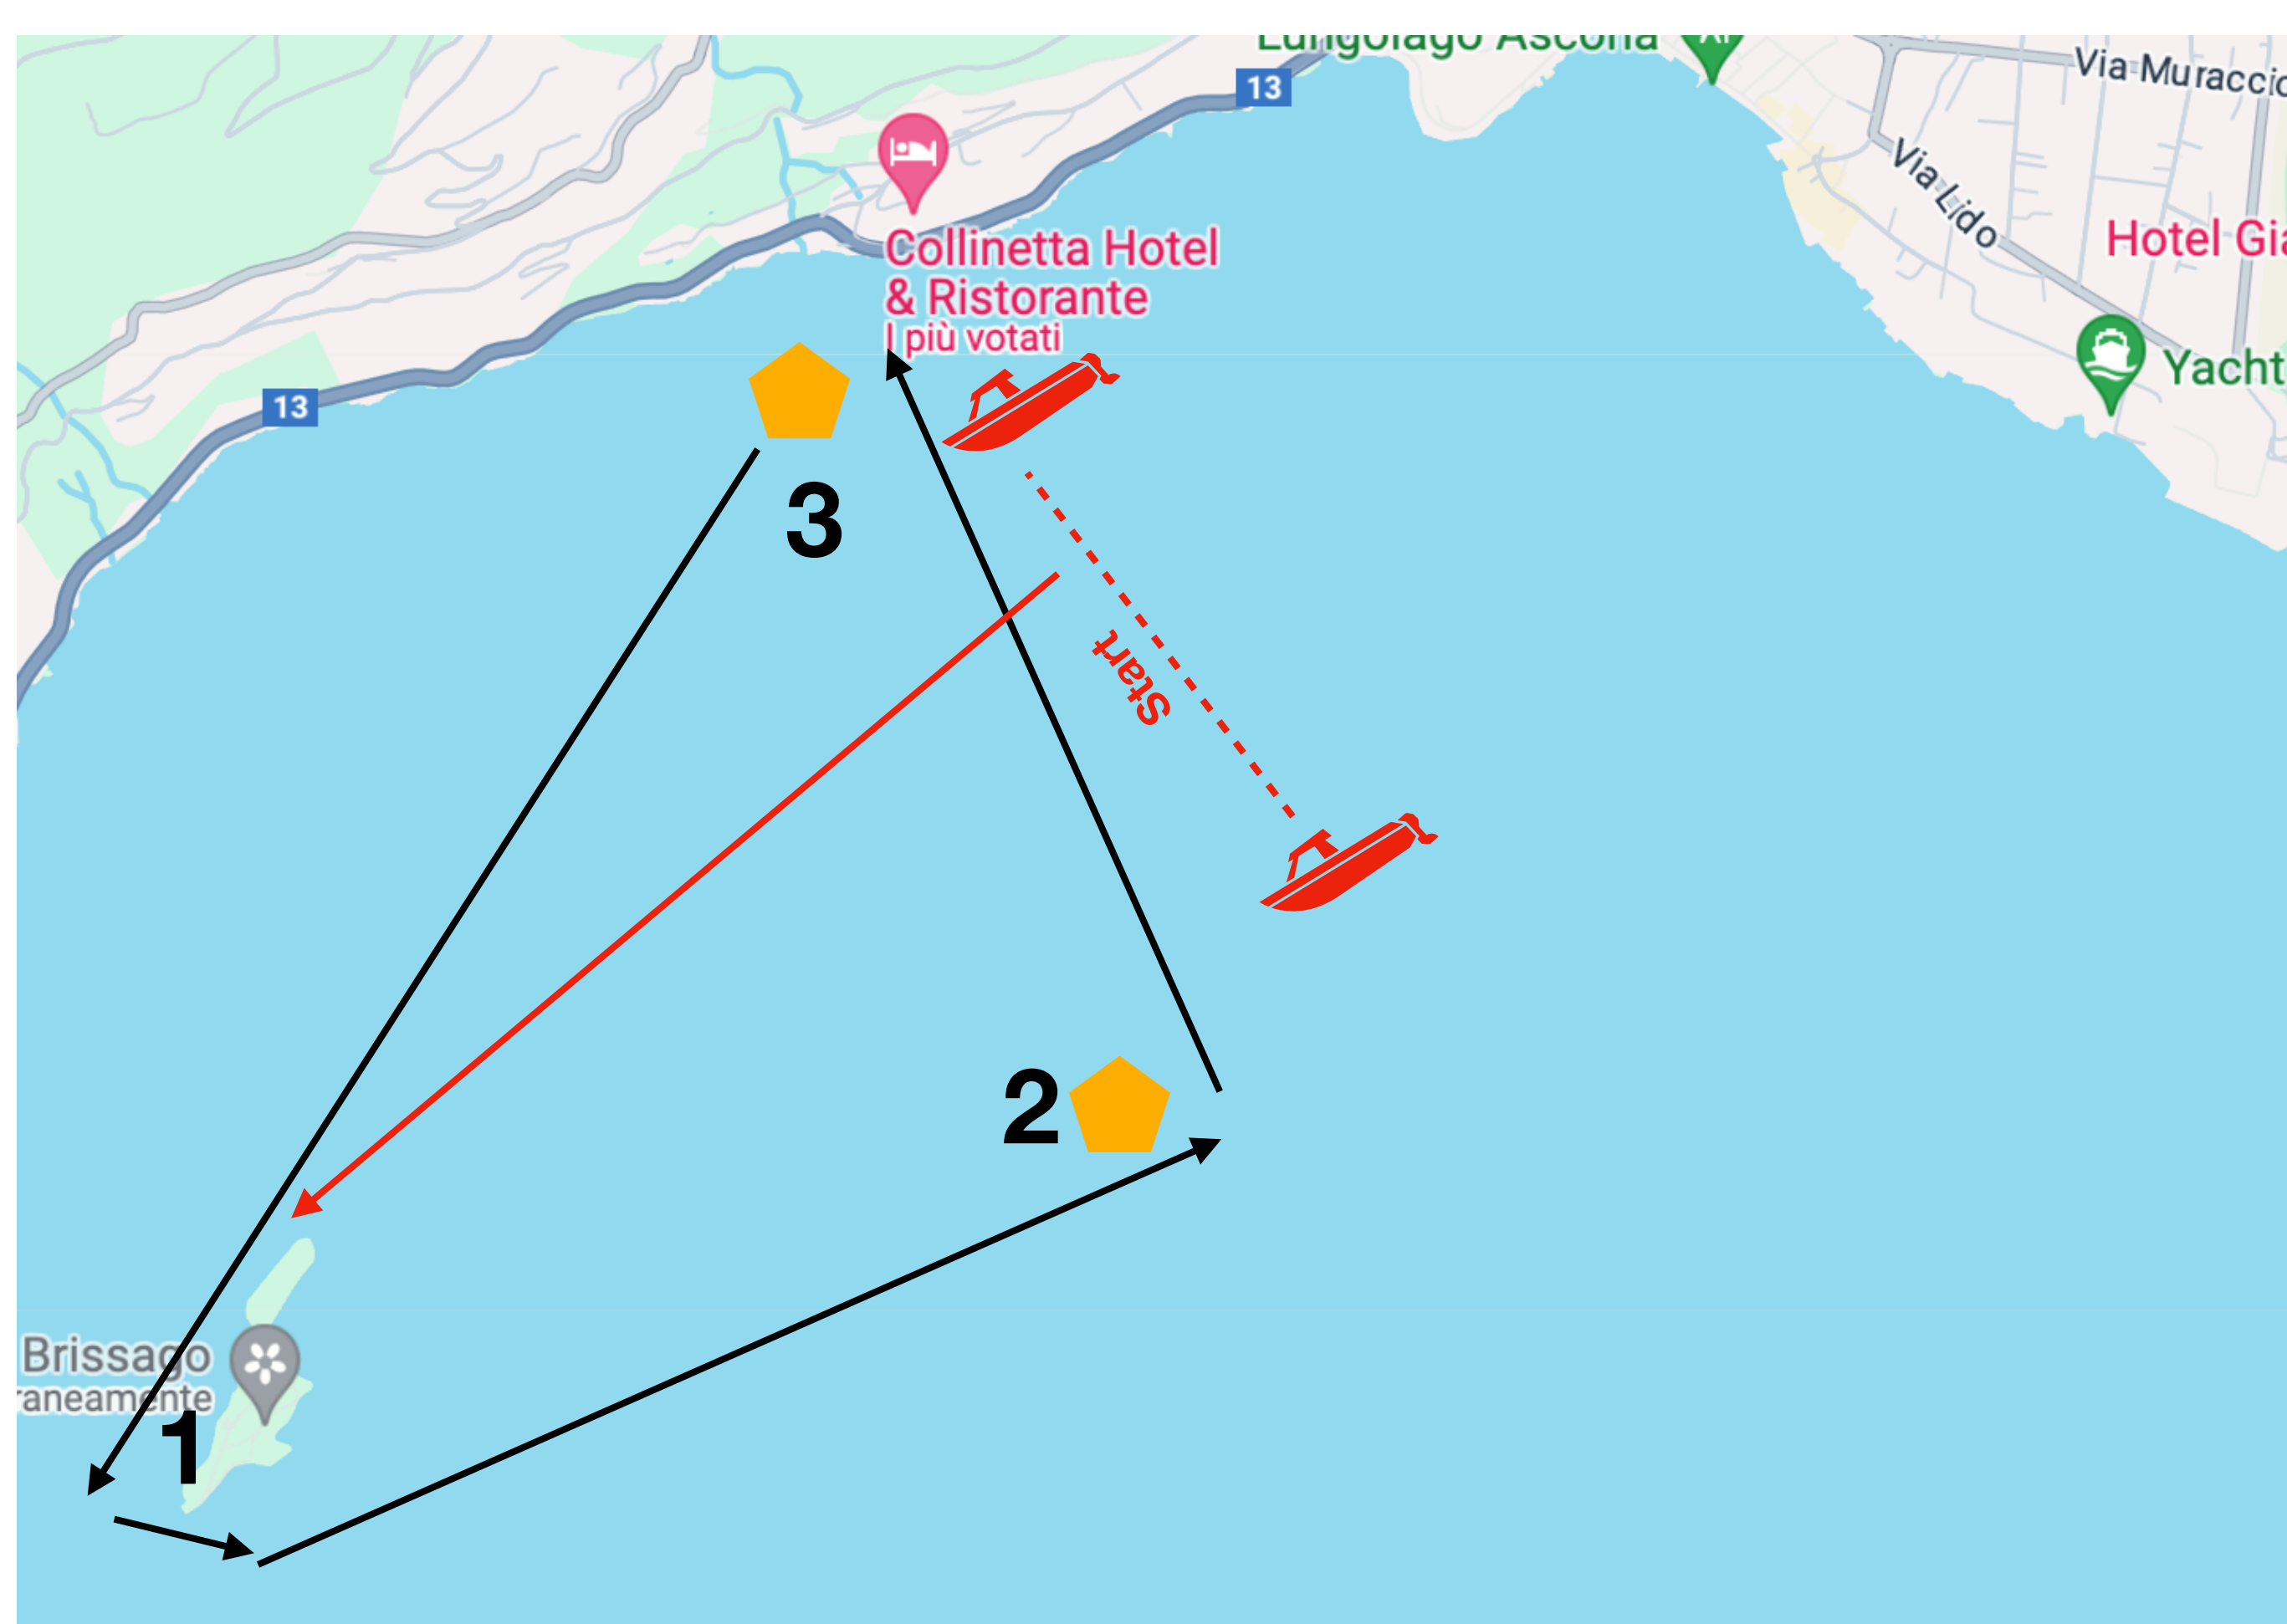 Lungolago Ascona
13
Via Muraccio
Via Lido
Collinetta Hotel
& Ristorante
I più votati
Hotel Gia
Yacht
13
3
Start
2
Brissago
raneamente
1